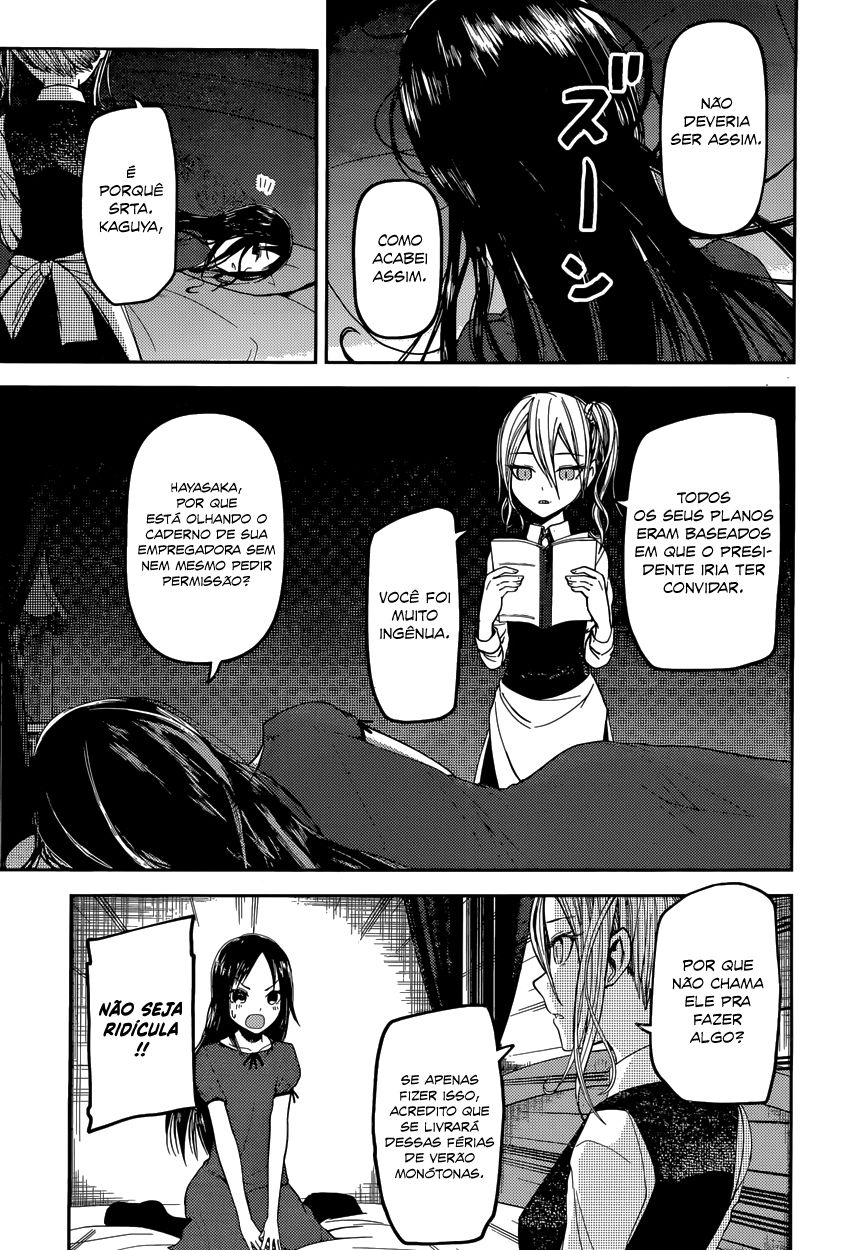 NÃO
DEVERIA
SER ASSIM.
ズーン
COMO
ACABEI
ASSIM.
É
PORQUÊ
SRTA.
KAGUYA,
TODOS
OS SEUS PLANOS
ERAM BASEADOS
EM QUE O PRESI-
DENTE IRIA TER
CONVIDAR.
VOCÊ FOI
MUITO
INGÊNUA.
HAYASAKA,
POR QUE
ESTÁ OLHANDO O
CADERNO DE SUA
EMPREGADORA SEM
NEM MESMO PEDIR
PERMISSÃO?
POR QUE
NÃO CHAMA
ELE PRA
FAZER
ALGO?
SE APENAS
FIZER ISSO,
ACREDITO QUE
SE LIVRARÁ
DESSAS FÉRIAS
DE VERÃO
MONÓTONAS.
NÃO SEJA
RIDÍCULA
!!